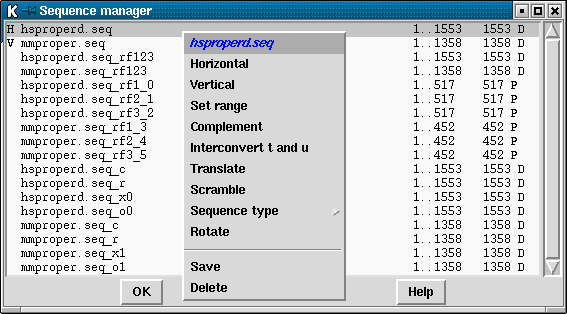 Sequence manager
H hsproperd.seq 1..1553 1553 D
V mmproper.seq 1..1358 1358 D
hsproperd.seq_rf123 1..1553 1553 D
mmproper.seq_rf123 1..1358 1358 D
hsproperd.seq_rf1_0 1..517 517 P
hsproperd.seq_rf2_1 1..517 517 P
hsproperd.seq_rf3_2 1..517 517 P
mmproper.seq_rf1_3 1..452 452 P
mmproper.seq_rf2_4 1..452 452 P
mmproper.seq_rf3_5 1..452 452 P
hsproperd.seq_c 1..1553 1553 D
hsproperd.seq_r 1..1553 1553 D
hsproperd.seq_x0 1..1553 1553 D
hsproperd.seq_o0 1..1553 1553 D
mmproper.seq_c 1..1358 1358 D
mmproper.seq_r 1..1358 1358 D
mmproper.seq_x1 1..1358 1358 D
mmproper.seq_o1 1..1358 1358 D
hsproperd.seq
Horizontal
Vertical
Set range
Complement
Interconvert t and u
Translate
Scramble
Sequence type
Rotate
Save
Delete
OK
Help